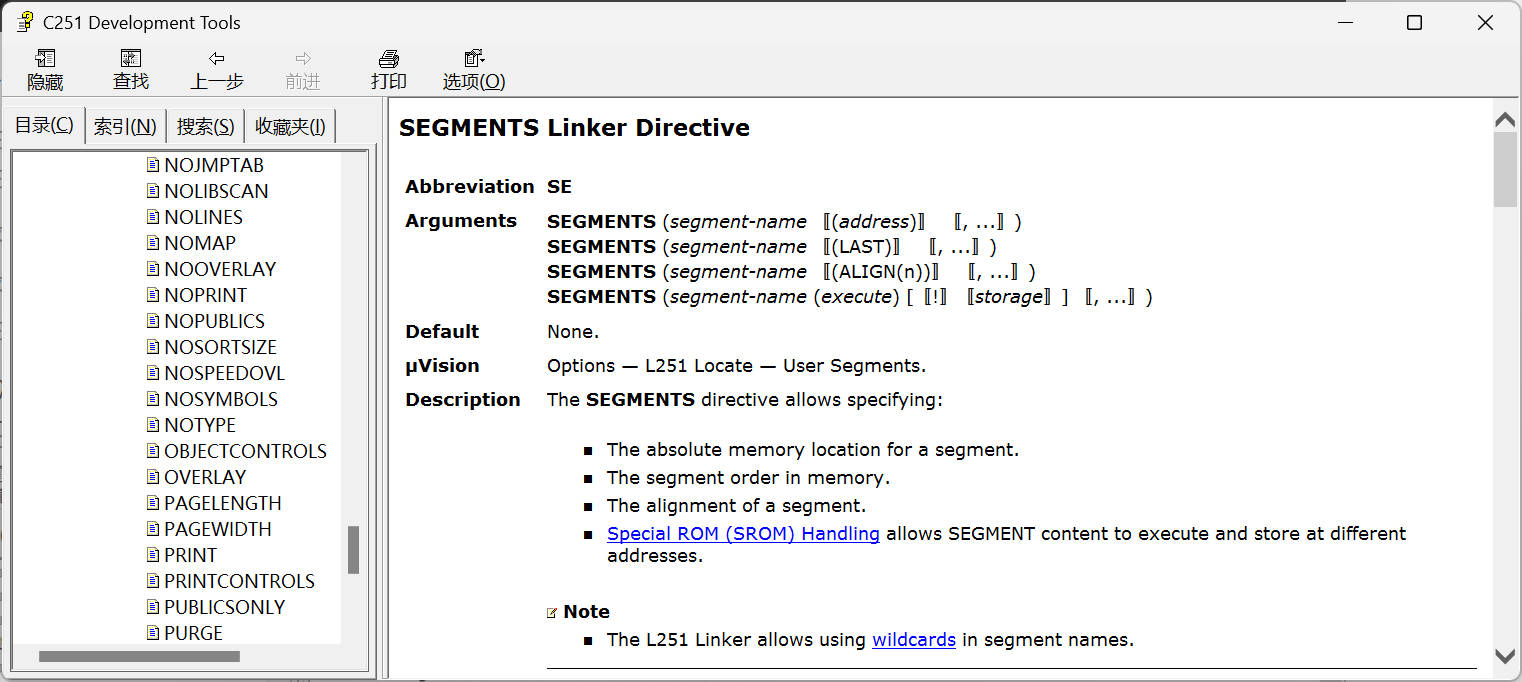 C251 Development Tools
隐藏 查找 上一步 前进 打印 选项(O)
目录(C) 索引(N) 搜索(S) 收藏夹(I)
NOJMPTAB
NOLIBSCAN
NOLINES
NOMAP
NOOVERLAY
NOPRINT
NOPUBLICS
NOSORTSIZE
NOSPEEDOVL
NOSYMBOLS
NOTYPE
OBJECTCONTROLS
OVERLAY
PAGELENGTH
PAGEWIDTH
PRINT
PRINTCONTROLS
PUBLICSONLY
PURGE
SEGMENTS Linker Directive
Abbreviation SE
Arguments SEGMENTS (segment-name ⟦(address)⟧ ⟦, ...⟧ )
SEGMENTS (segment-name ⟦(LAST)⟧ ⟦, ...⟧ )
SEGMENTS (segment-name ⟦(ALIGN(n))⟧ ⟦, ...⟧ )
SEGMENTS (segment-name (execute) [ ⟦!⟧ ⟦storage⟧ ] ⟦, ...⟧ )
Default None.
µVision Options — L251 Locate — User Segments.
Description The SEGMENTS directive allows specifying:
■ The absolute memory location for a segment.
■ The segment order in memory.
■ The alignment of a segment.
■ Special ROM (SROM) Handling allows SEGMENT content to execute and store at different
addresses.
Note
■ The L251 Linker allows using wildcards in segment names.